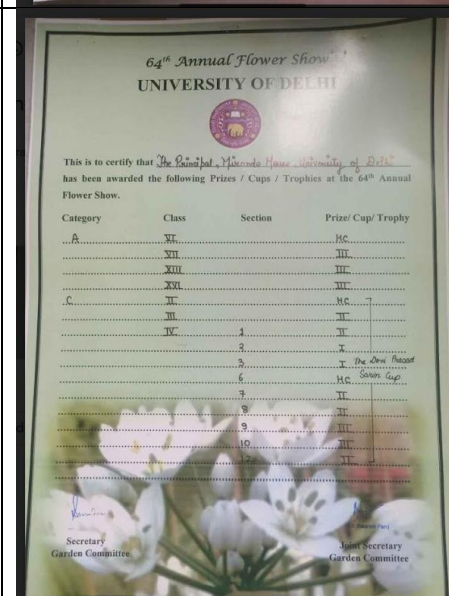 64th Annual Flower Show
UNIVERSITY OF DELHI
This is to certify that The Principal, Miranda House, University of Delhi
has been awarded the following Prizes / Cups / Trophies at the 64th Annual
Flower Show.
Category Class Section Prize/ Cup/ Trophy
A VI HC
VII III
XIII III
XVI III
C II HC
III II
IV 1 II
2 I
3 I The Devi Prasad
6 HC Saran Cup
7 II
8 II
9 III
10 III
II
Secretary
Garden Committee
Joint Secretary
Garden Committee